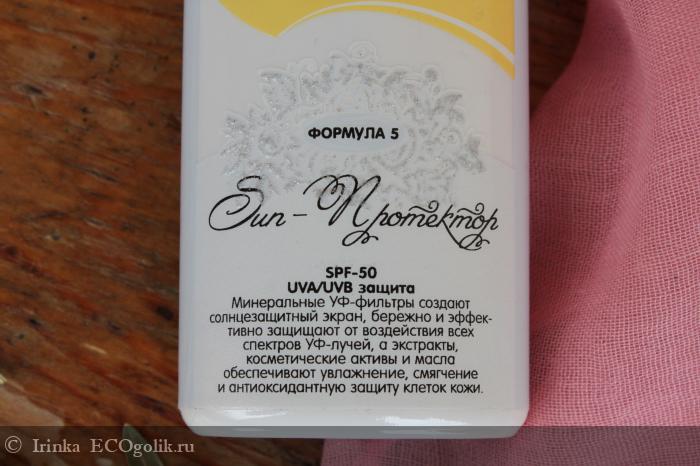 ФОРМУЛА 5
Sun - Протектор
SPF-50
UVA/UVB защита
Минеральные УФ-фильтры создают
солнцезащитный экран, бережно и эффек-
тивно защищают от воздействия всех
спектров УФ-лучей, а экстракты,
косметические активы и масла
обеспечивают увлажнение, смягчение
и антиоксидантную защиту клеток кожи.
© Irinka ECOgolik.ru